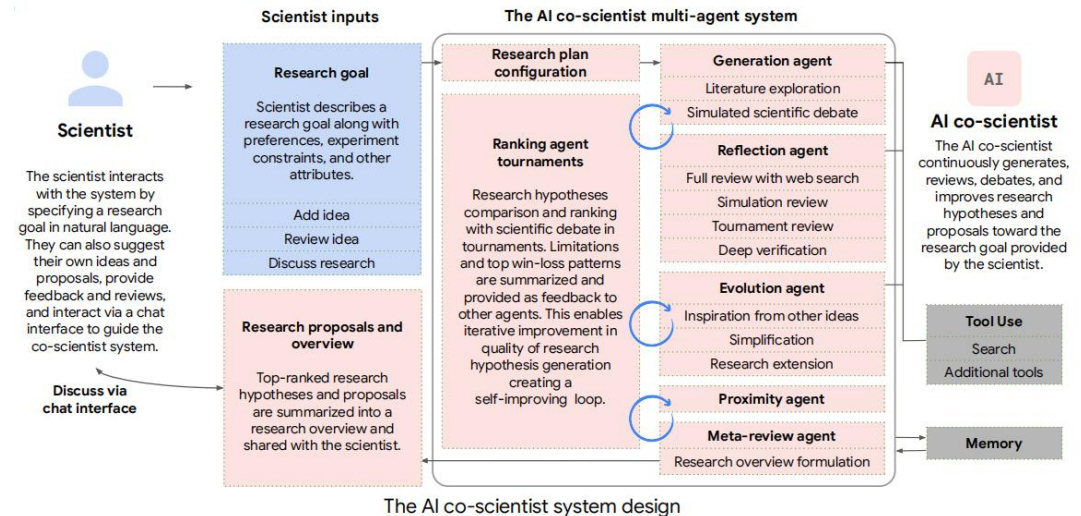 Scientist inputs
The AI co-scientist multi-agent system
Scientist
The scientist interacts
with the system by
specifying a research
goal in natural language.
They can also suggest
their own ideas and
proposals, provide
feedback and reviews,
and interact via a chat
interface to guide the
co-scientist system.
Discuss via
chat interface
Research goal
Scientist describes a
research goal along with
preferences, experiment
constraints, and other
attributes.
Add idea
Review idea
Discuss research
Research proposals and
overview
Top-ranked research
hypotheses and proposals
are summarized into a
research overview and
shared with the scientist.
Research plan
configuration
Ranking agent
tournaments
Research hypotheses
comparison and ranking
with scientific debate in
tournaments. Limitations
and top win-loss patterns
are summarized and
provided as feedback to
other agents. This enables
iterative improvement in
quality of research
hypothesis generation
creating a
self-improving loop.
Generation agent
Literature exploration
Simulated scientific debate
Reflection agent
Full review with web search
Simulation review
Tournament review
Deep verification
Evolution agent
Inspiration from other ideas
Simplification
Research extension
Proximity agent
Meta-review agent
Research overview formulation
AI
AI co-scientist
The AI co-scientist
continuously generates,
reviews, debates, and
improves research
hypotheses and
proposals toward the
research goal provided
by the scientist.
Tool Use
Search
Additional tools
Memory
The AI co-scientist system design